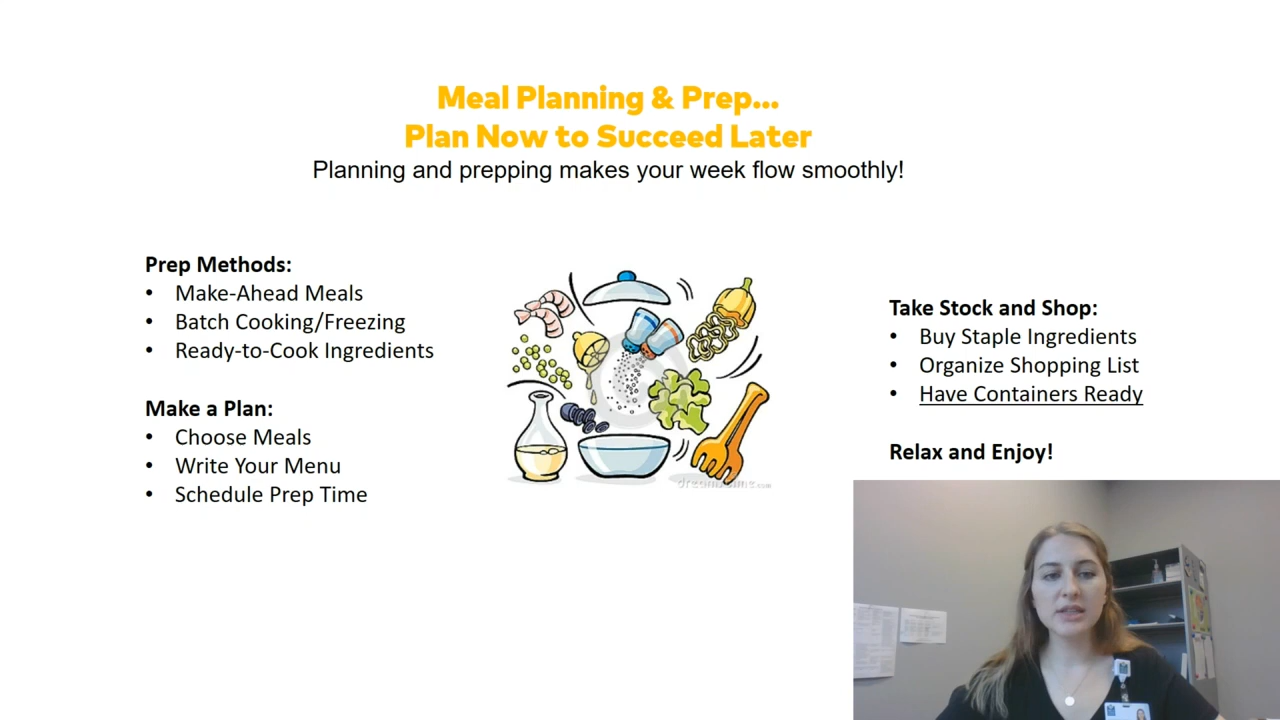 Meal Planning & Prep...
Plan Now to Succeed Later
Planning and prepping makes your week flow smoothly!
Prep Methods:
• Make-Ahead Meals
• Batch Cooking/Freezing
• Ready-to-Cook Ingredients
Make a Plan:
• Choose Meals
• Write Your Menu
• Schedule Prep Time
Take Stock and Shop:
• Buy Staple Ingredients
• Organize Shopping List
• Have Containers Ready
Relax and Enjoy!